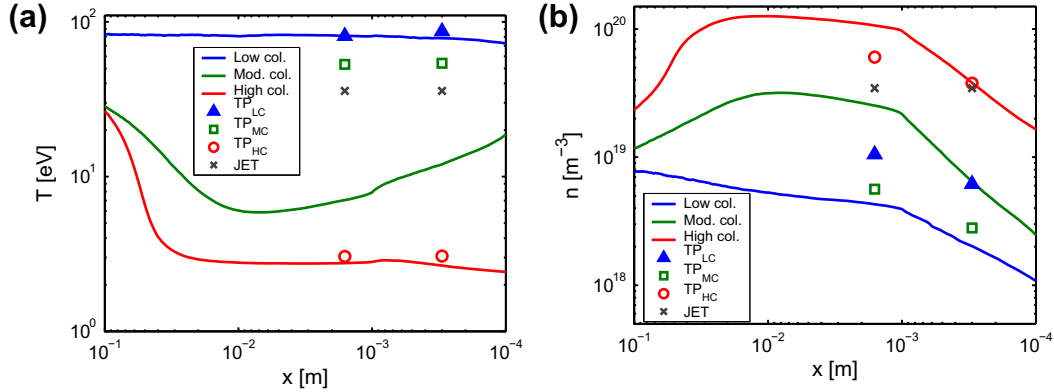 (a)
10²
10¹
10⁰
T [eV]
Low col.
Mod. col.
High col.
TP_LC
TP_MC
TP_HC
JET
10⁻¹
10⁻²
10⁻³
10⁻⁴
x [m]
(b)
10²⁰
10¹⁹
10¹⁸
n [m⁻³]
Low col.
Mod. col.
High col.
TP_LC
TP_MC
TP_HC
JET
10⁻¹
10⁻²
10⁻³
10⁻⁴
x [m]